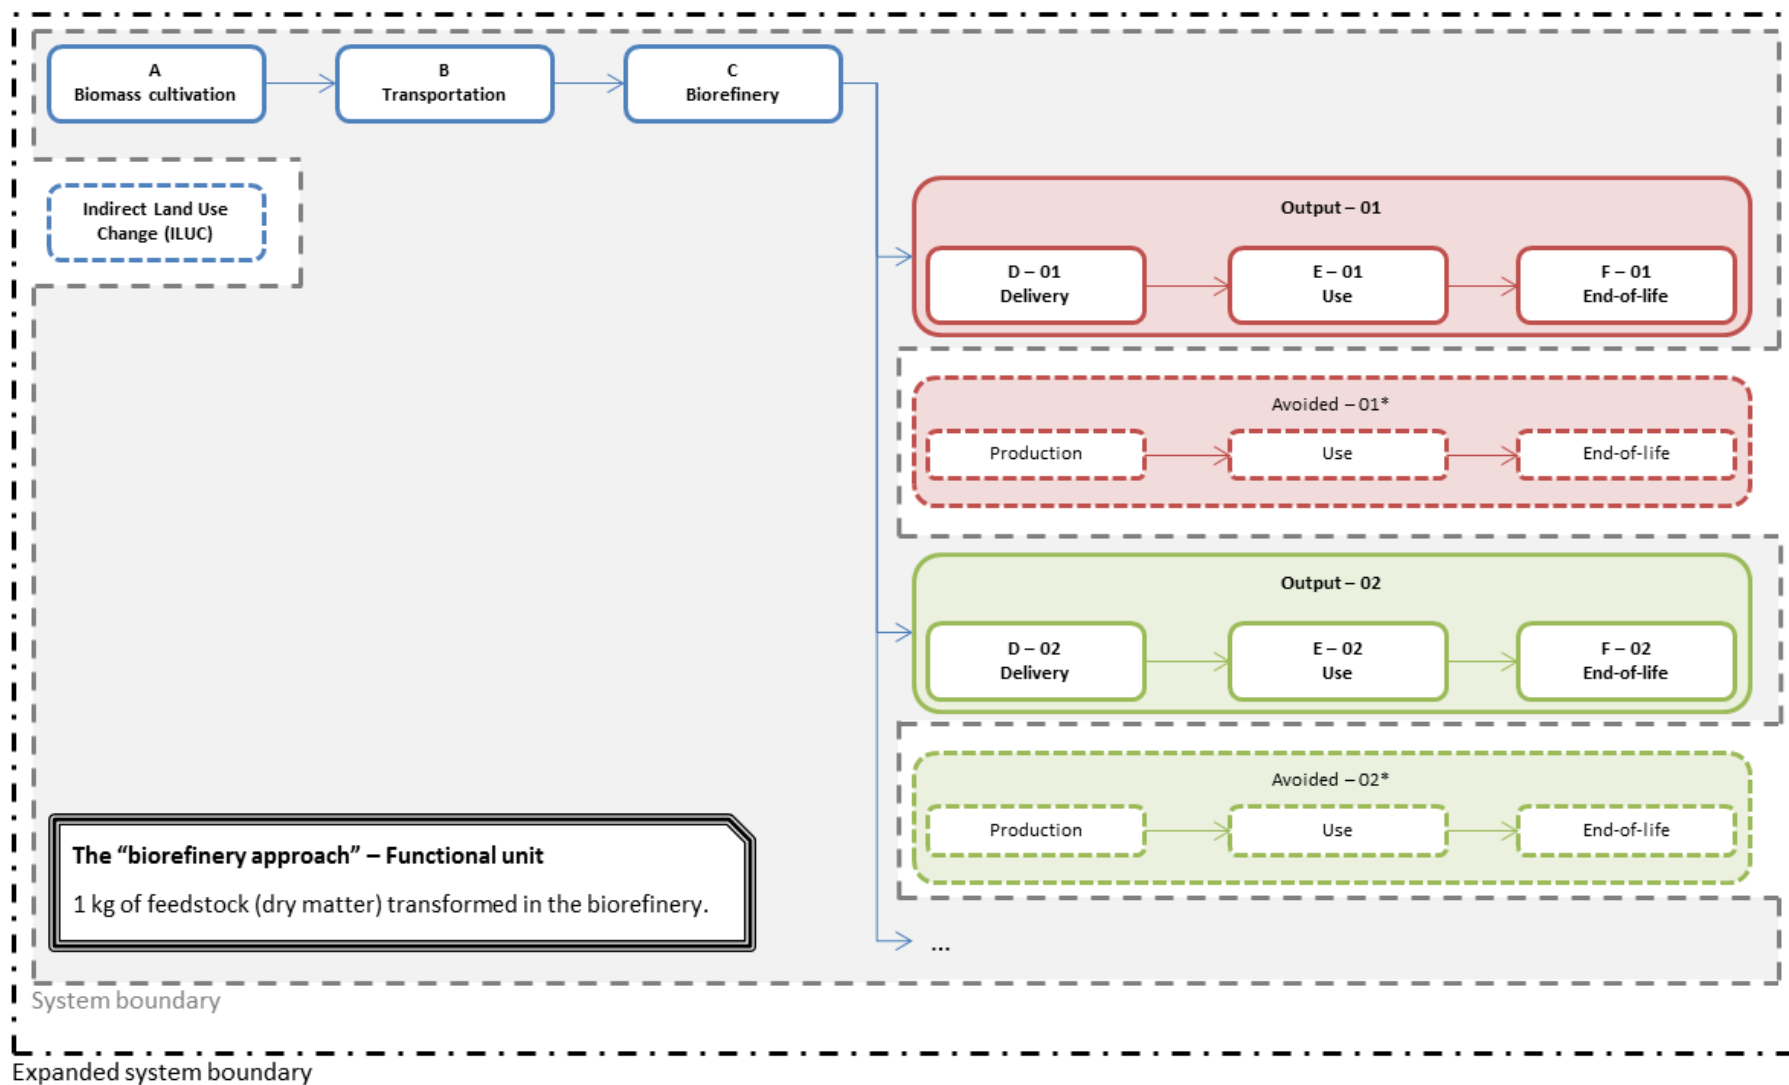 A
Biomass cultivation
B
Transportation
C
Biorefinery
Indirect Land Use
Change (ILUC)
Output – 01
D – 01
Delivery
E – 01
Use
F – 01
End-of-life
Avoided – 01*
Production
Use
End-of-life
Output – 02
D – 02
Delivery
E – 02
Use
F – 02
End-of-life
Avoided – 02*
Production
Use
End-of-life
...
The “biorefinery approach” – Functional unit
1 kg of feedstock (dry matter) transformed in the biorefinery.
System boundary
Expanded system boundary